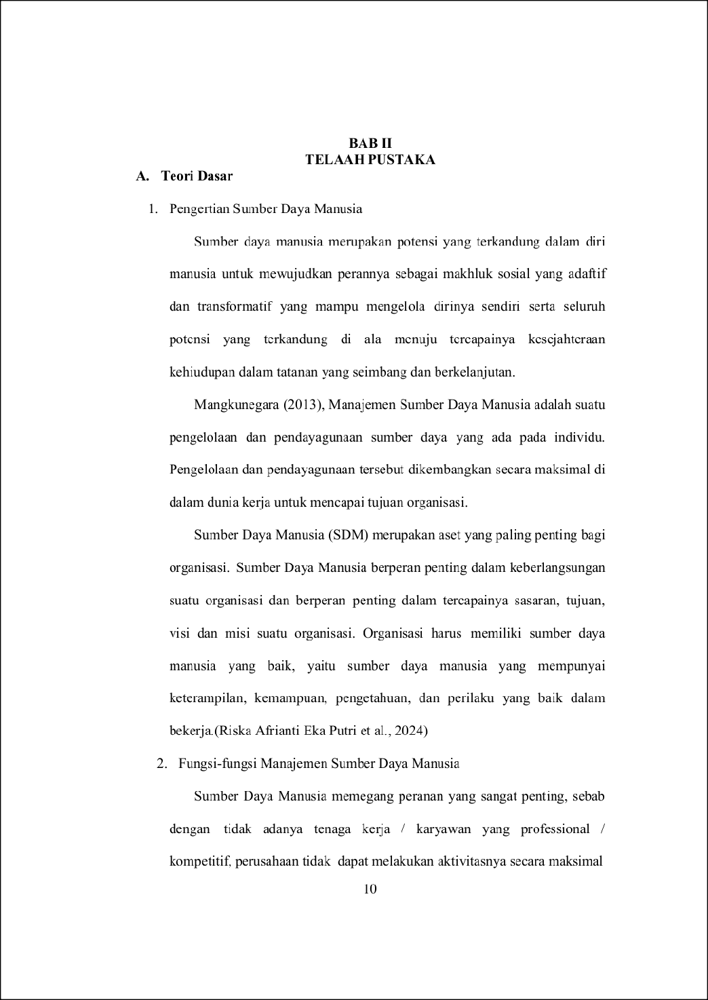 BAB II
TELAAH PUSTAKA
A. Teori Dasar
1. Pengertian Sumber Daya Manusia
Sumber daya manusia merupakan potensi yang terkandung dalam diri
manusia untuk mewujudkan perannya sebagai makhluk sosial yang adaftif
dan transformatif yang mampu mengelola dirinya sendiri serta seluruh
potensi yang terkandung di ala menuju tercapainya kesejahteraan
kehiudupan dalam tatanan yang seimbang dan berkelanjutan.
Mangkunegara (2013), Manajemen Sumber Daya Manusia adalah suatu
pengelolaan dan pendayagunaan sumber daya yang ada pada individu.
Pengelolaan dan pendayagunaan tersebut dikembangkan secara maksimal di
dalam dunia kerja untuk mencapai tujuan organisasi.
Sumber Daya Manusia (SDM) merupakan aset yang paling penting bagi
organisasi. Sumber Daya Manusia berperan penting dalam keberlangsungan
suatu organisasi dan berperan penting dalam tercapainya sasaran, tujuan,
visi dan misi suatu organisasi. Organisasi harus memiliki sumber daya
manusia yang baik, yaitu sumber daya manusia yang mempunyai
keterampilan, kemampuan, pengetahuan, dan perilaku yang baik dalam
bekerja.(Riska Afrianti Eka Putri et al., 2024)
2. Fungsi-fungsi Manajemen Sumber Daya Manusia
Sumber Daya Manusia memegang peranan yang sangat penting, sebab
dengan tidak adanya tenaga kerja / karyawan yang professional /
kompetitif, perusahaan tidak dapat melakukan aktivitasnya secara maksimal
10